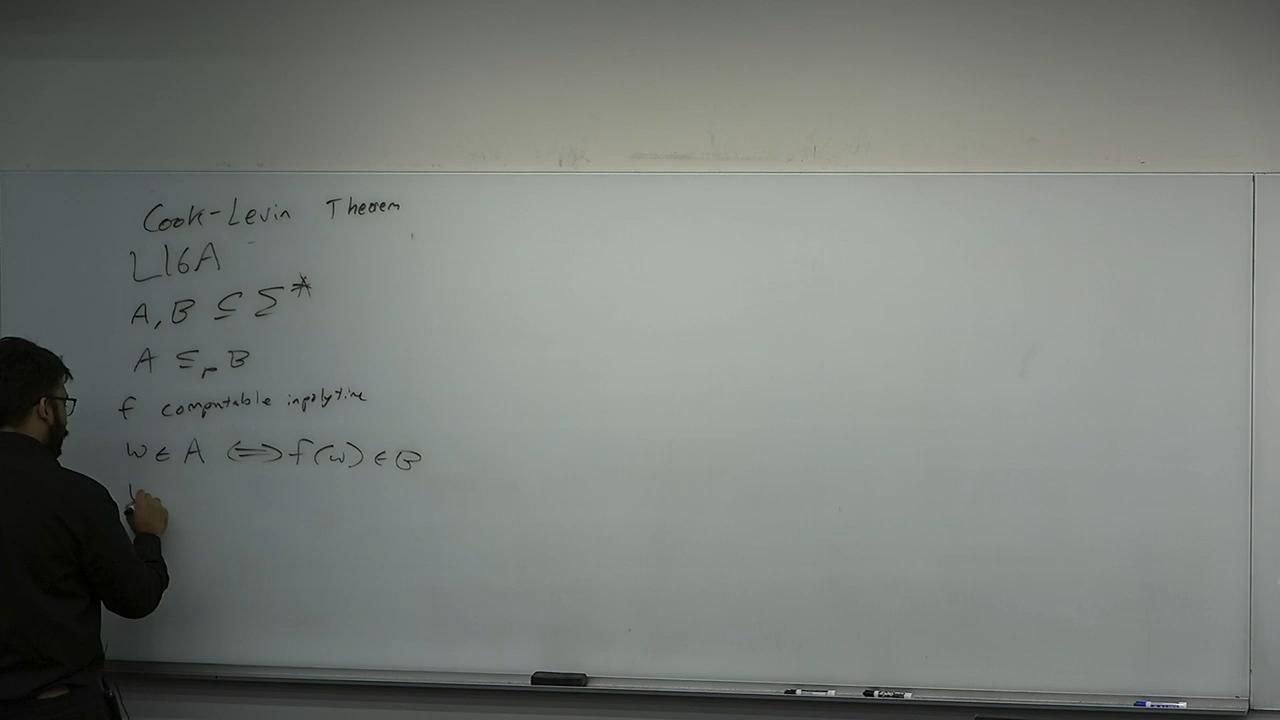 Cook-Levin Theorem
L16A
A, B ⊆ Σ*
A ≤ₚ B
f computable in polytime
w ∈ A ⟺ f(w) ∈ B